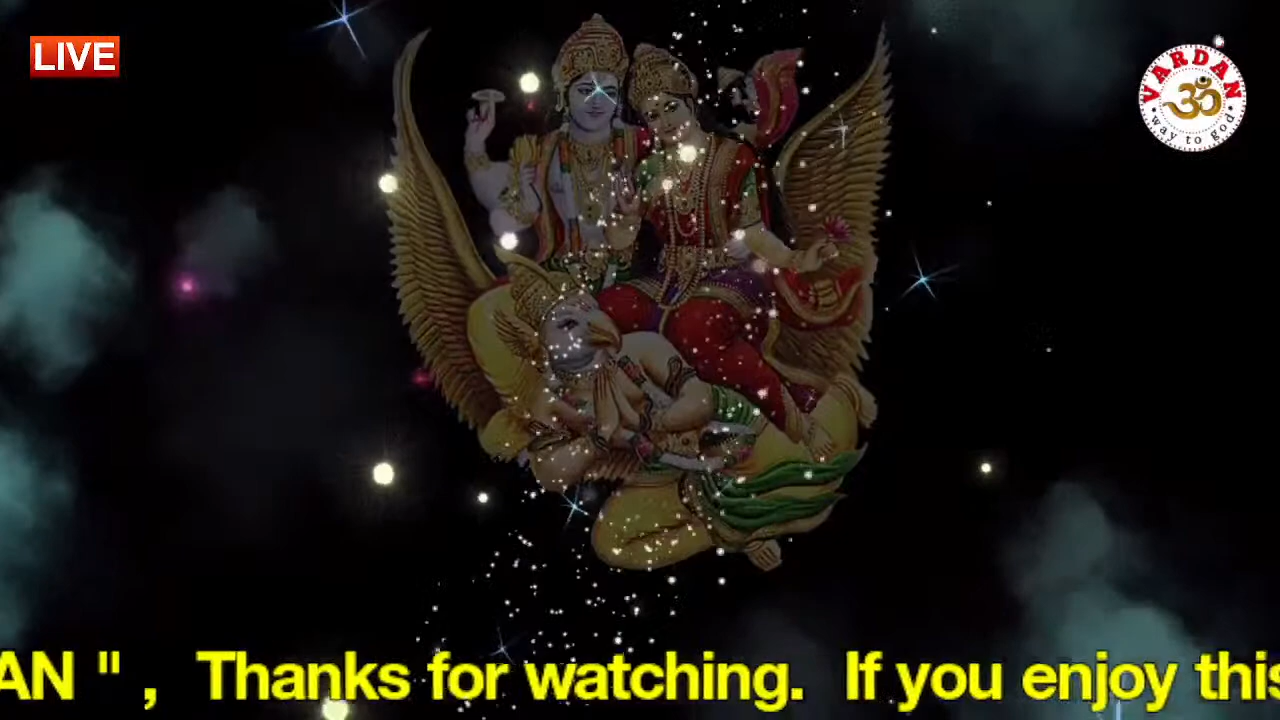 LIVE
VARDAN
ॐ
way to god
AN " , Thanks for watching. If you enjoy this